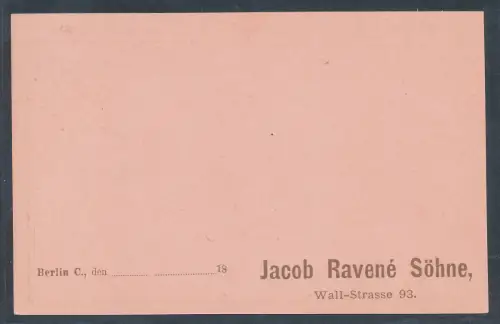 Berlin C., den 18
Jacob Ravené Söhne,
Wall-Strasse 93.